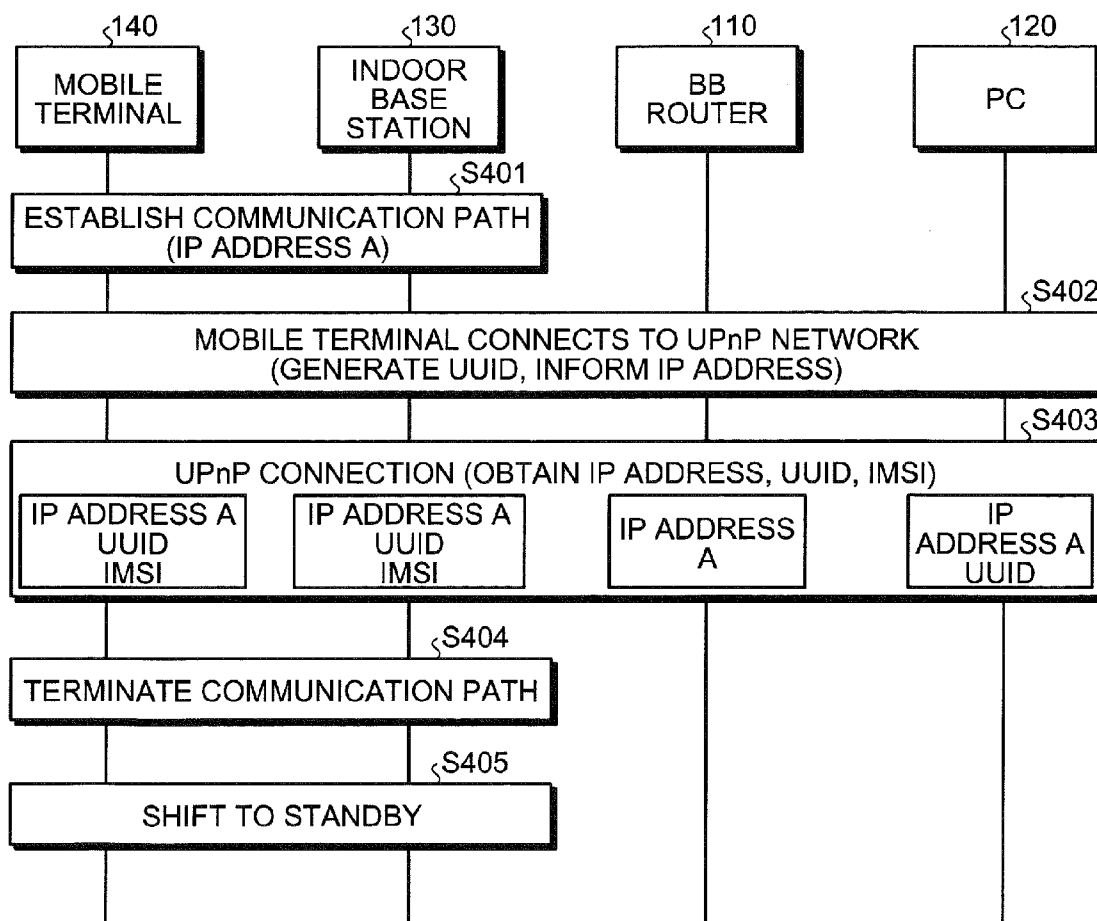 140
130
110
120
MOBILE
TERMINAL
INDOOR
BASE
STATION
BB
ROUTER
PC
S401
ESTABLISH COMMUNICATION PATH
(IP ADDRESS A)
S402
MOBILE TERMINAL CONNECTS TO UPnP NETWORK
(GENERATE UUID, INFORM IP ADDRESS)
S403
UPnP CONNECTION (OBTAIN IP ADDRESS, UUID, IMSI)
IP ADDRESS A
UUID
IMSI
IP ADDRESS A
UUID
IMSI
IP ADDRESS
A
IP
ADDRESS A
UUID
S404
TERMINATE COMMUNICATION PATH
S405
SHIFT TO STANDBY